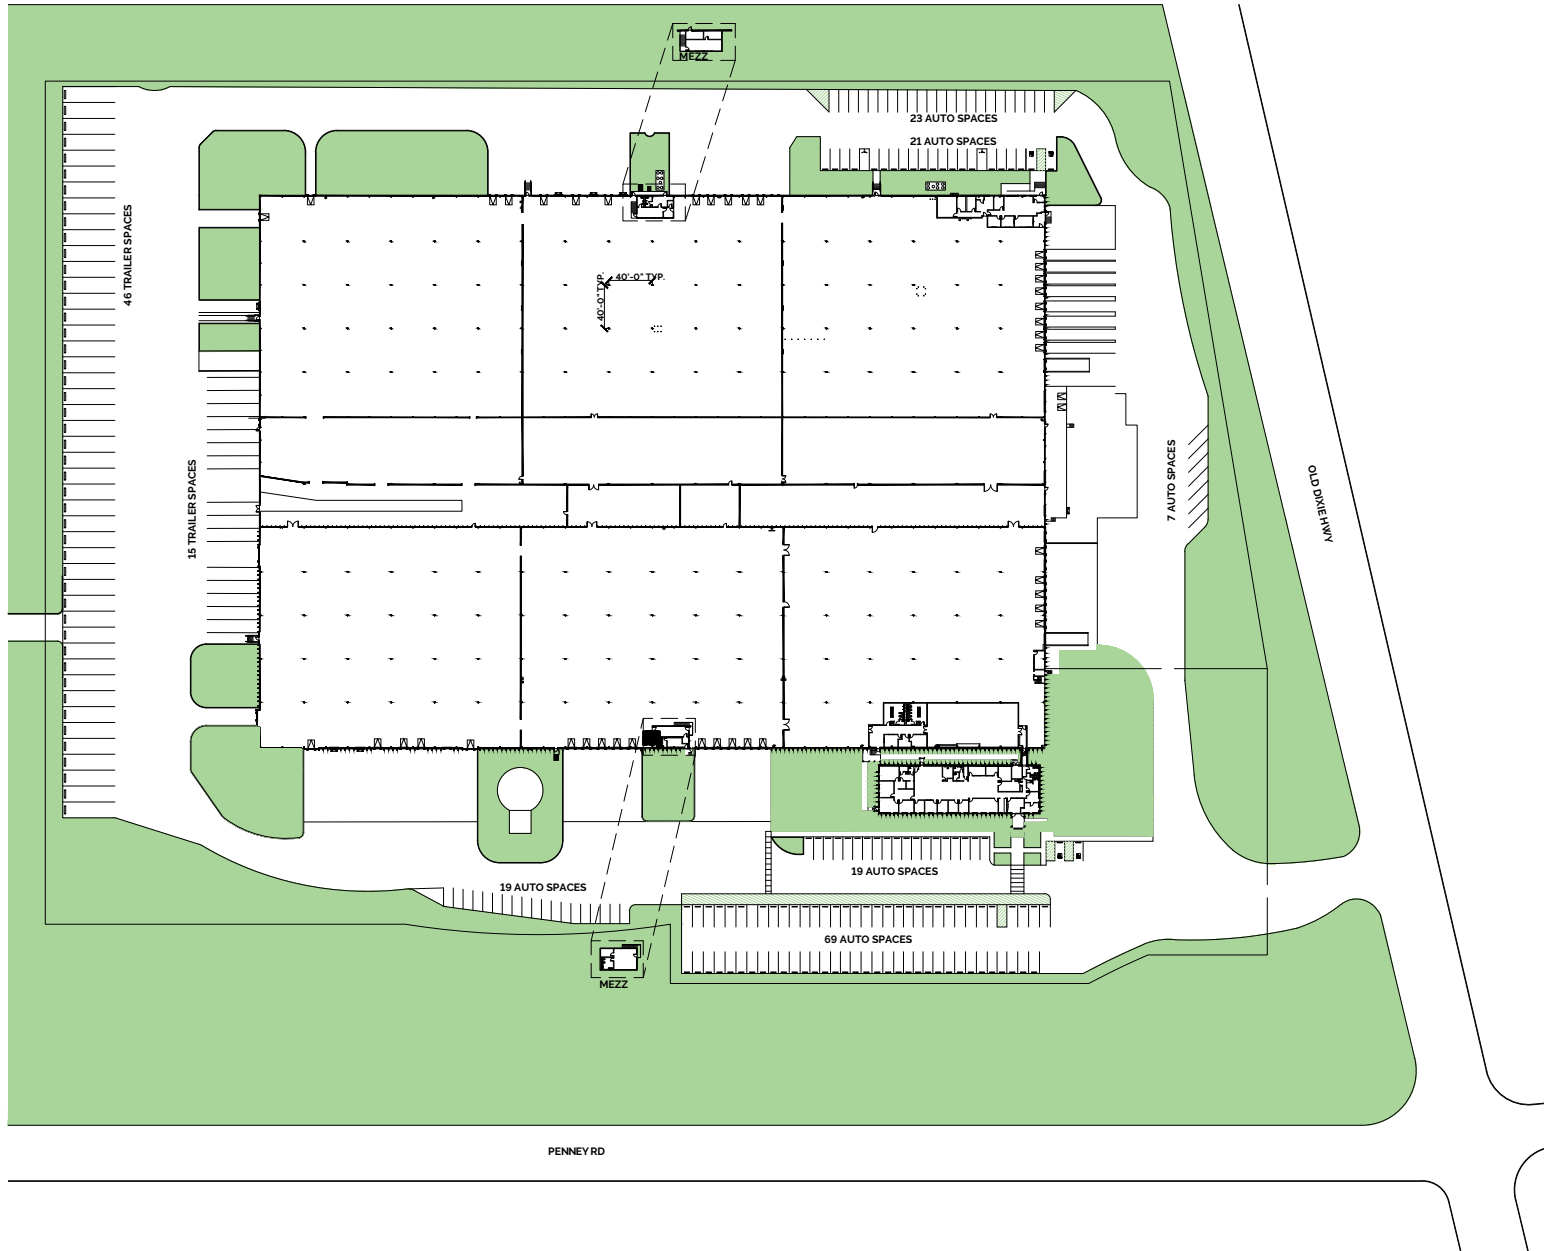 MEZZ
23 AUTO SPACES
21 AUTO SPACES
46 TRAILER SPACES
40'-0" TYP.
40'-0" TYP.
15 TRAILER SPACES
7 AUTO SPACES
OLD DIXIE HWY
19 AUTO SPACES
19 AUTO SPACES
69 AUTO SPACES
MEZZ
PENNEY RD